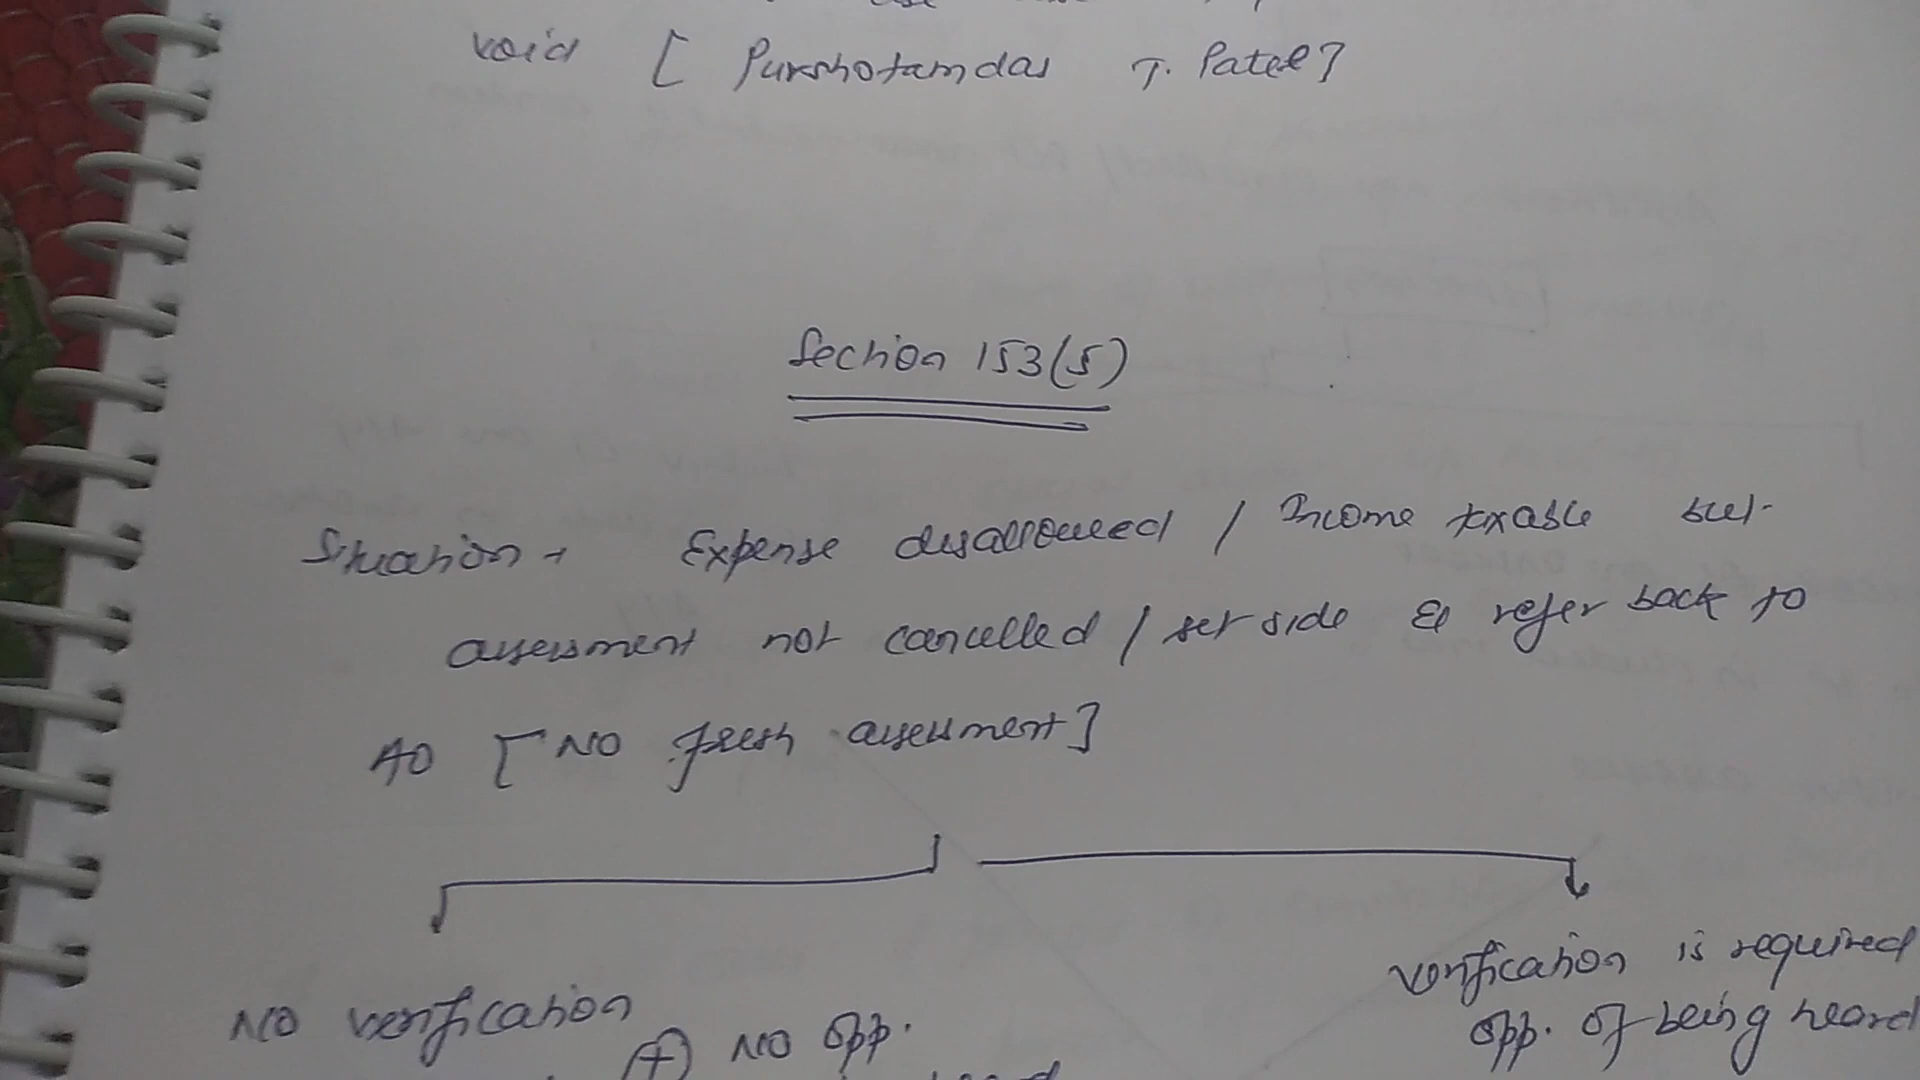 void [ Purshotamdas T. Patel ]
Section 153(5)
Situation → Expense disallowed / Income taxable but
assessment not cancelled / set side & refer back to
AO [ NO fresh assessment ]
No verification
verification is required
⊕ NO opp.
opp. of being heard